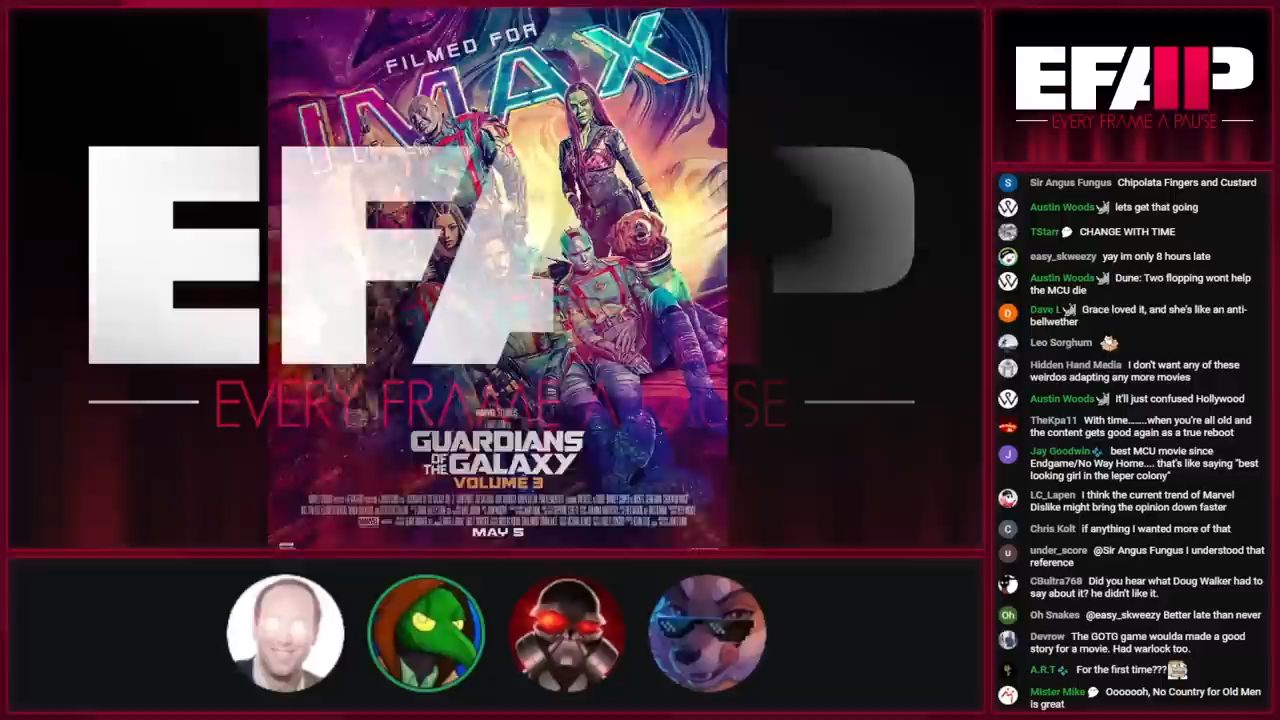 FILMED FOR
IMAX
EFAP
EVERY FRAME A PAUSE
MARVEL STUDIOS
GUARDIANS
OF THE GALAXY
VOLUME 3
MAY 5
EFAP
EVERY FRAME A PAUSE
Sir Angus Fungus Chipolata Fingers and Custard
Austin Woods lets get that going
TStarr CHANGE WITH TIME
easy_skweezy yay im only 8 hours late
Austin Woods Dune: Two flopping wont help
the MCU die
Dave L Grace loved it, and she's like an anti-
bellwether
Leo Sorghum
Hidden Hand Media I don't want any of these
weirdos adapting any more movies
Austin Woods It'll just confused Hollywood
TheKpa11 With time.......when you're all old and
the content gets good again as a true reboot
Jay Goodwin best MCU movie since
Endgame/No Way Home.... that's like saying "best
looking girl in the leper colony"
LC_Lapen I think the current trend of Marvel
Dislike might bring the opinion down faster
Chris Kolt if anything I wanted more of that
under_score @Sir Angus Fungus I understood that
reference
CBultra768 Did you hear what Doug Walker had to
say about it? he didn't like it.
Oh Snakes @easy_skweezy Better late than never
Devrow The GOTG game woulda made a good
story for a movie. Had warlock too.
A.R.T For the first time???
Mister Mike Ooooooh, No Country for Old Men
is great